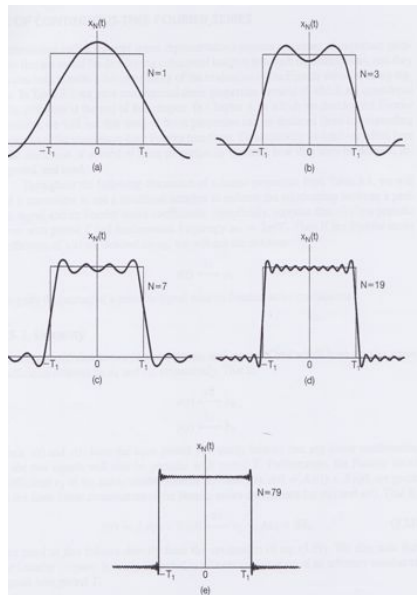 x_N(t)
N=1
−T₁ 0 T₁
(a)
x_N(t)
N=3
−T₁ 0 T₁
(b)
x_N(t)
N=7
−T₁ 0 T₁
(c)
x_N(t)
N=19
−T₁ 0 T₁
(d)
x_N(t)
N=79
−T₁ 0 T₁
(e)